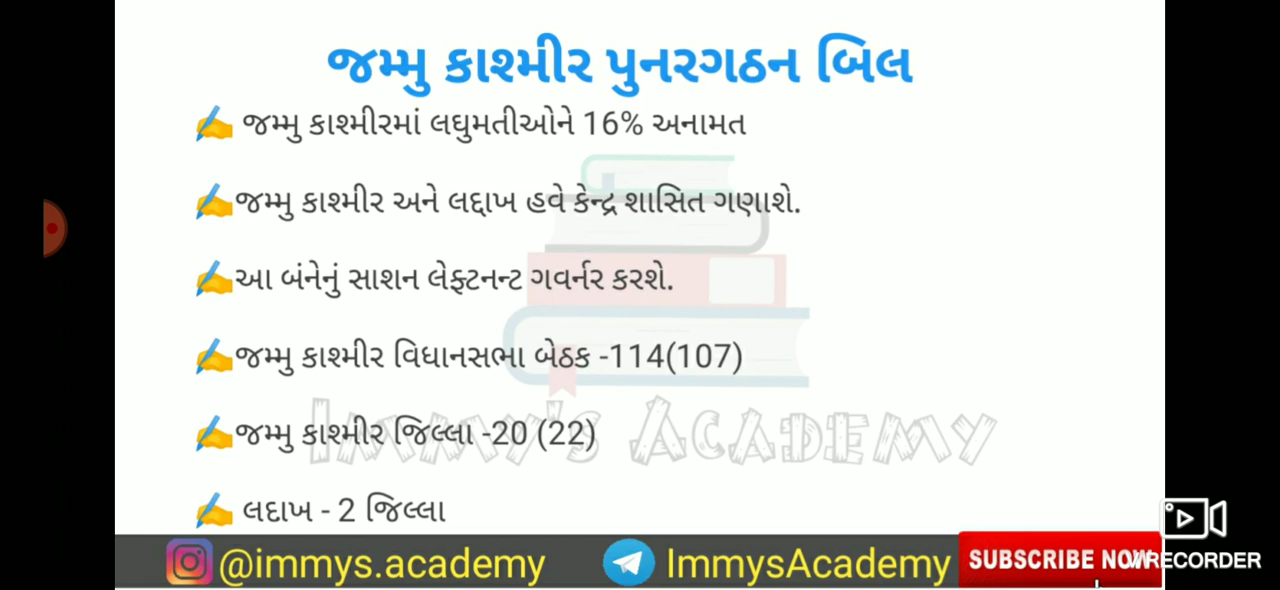 જમ્મુ કાશ્મીર પુનરગઠન બિલ
✍ જમ્મુ કાશ્મીરમાં લઘુમતીઓને 16% અનામત
✍જમ્મુ કાશ્મીર અને લદ્દાખ હવે કેન્દ્ર શાસિત ગણાશે.
✍આ બંનેનું સાશન લેફ્ટનન્ટ ગવર્નર કરશે.
✍જમ્મુ કાશ્મીર વિધાનસભા બેઠક -114(107)
✍જમ્મુ કાશ્મીર જિલ્લા -20 (22)
IMMY'S ACADEMY
✍ લદાખ - 2 જિલ્લા
@immys.academy ImmysAcademy SUBSCRIBE NOW
RECORDER